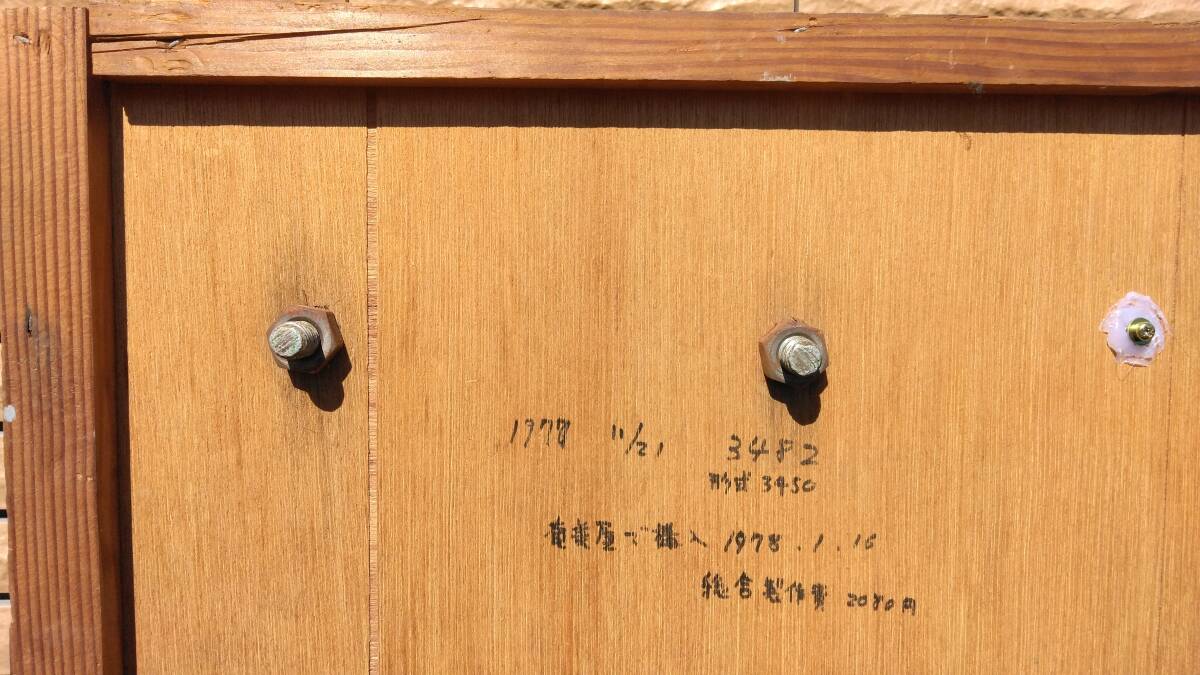 1978 11/21 3482
形式 3450
屋で購入 1978.1.16
総合製作費 2080円